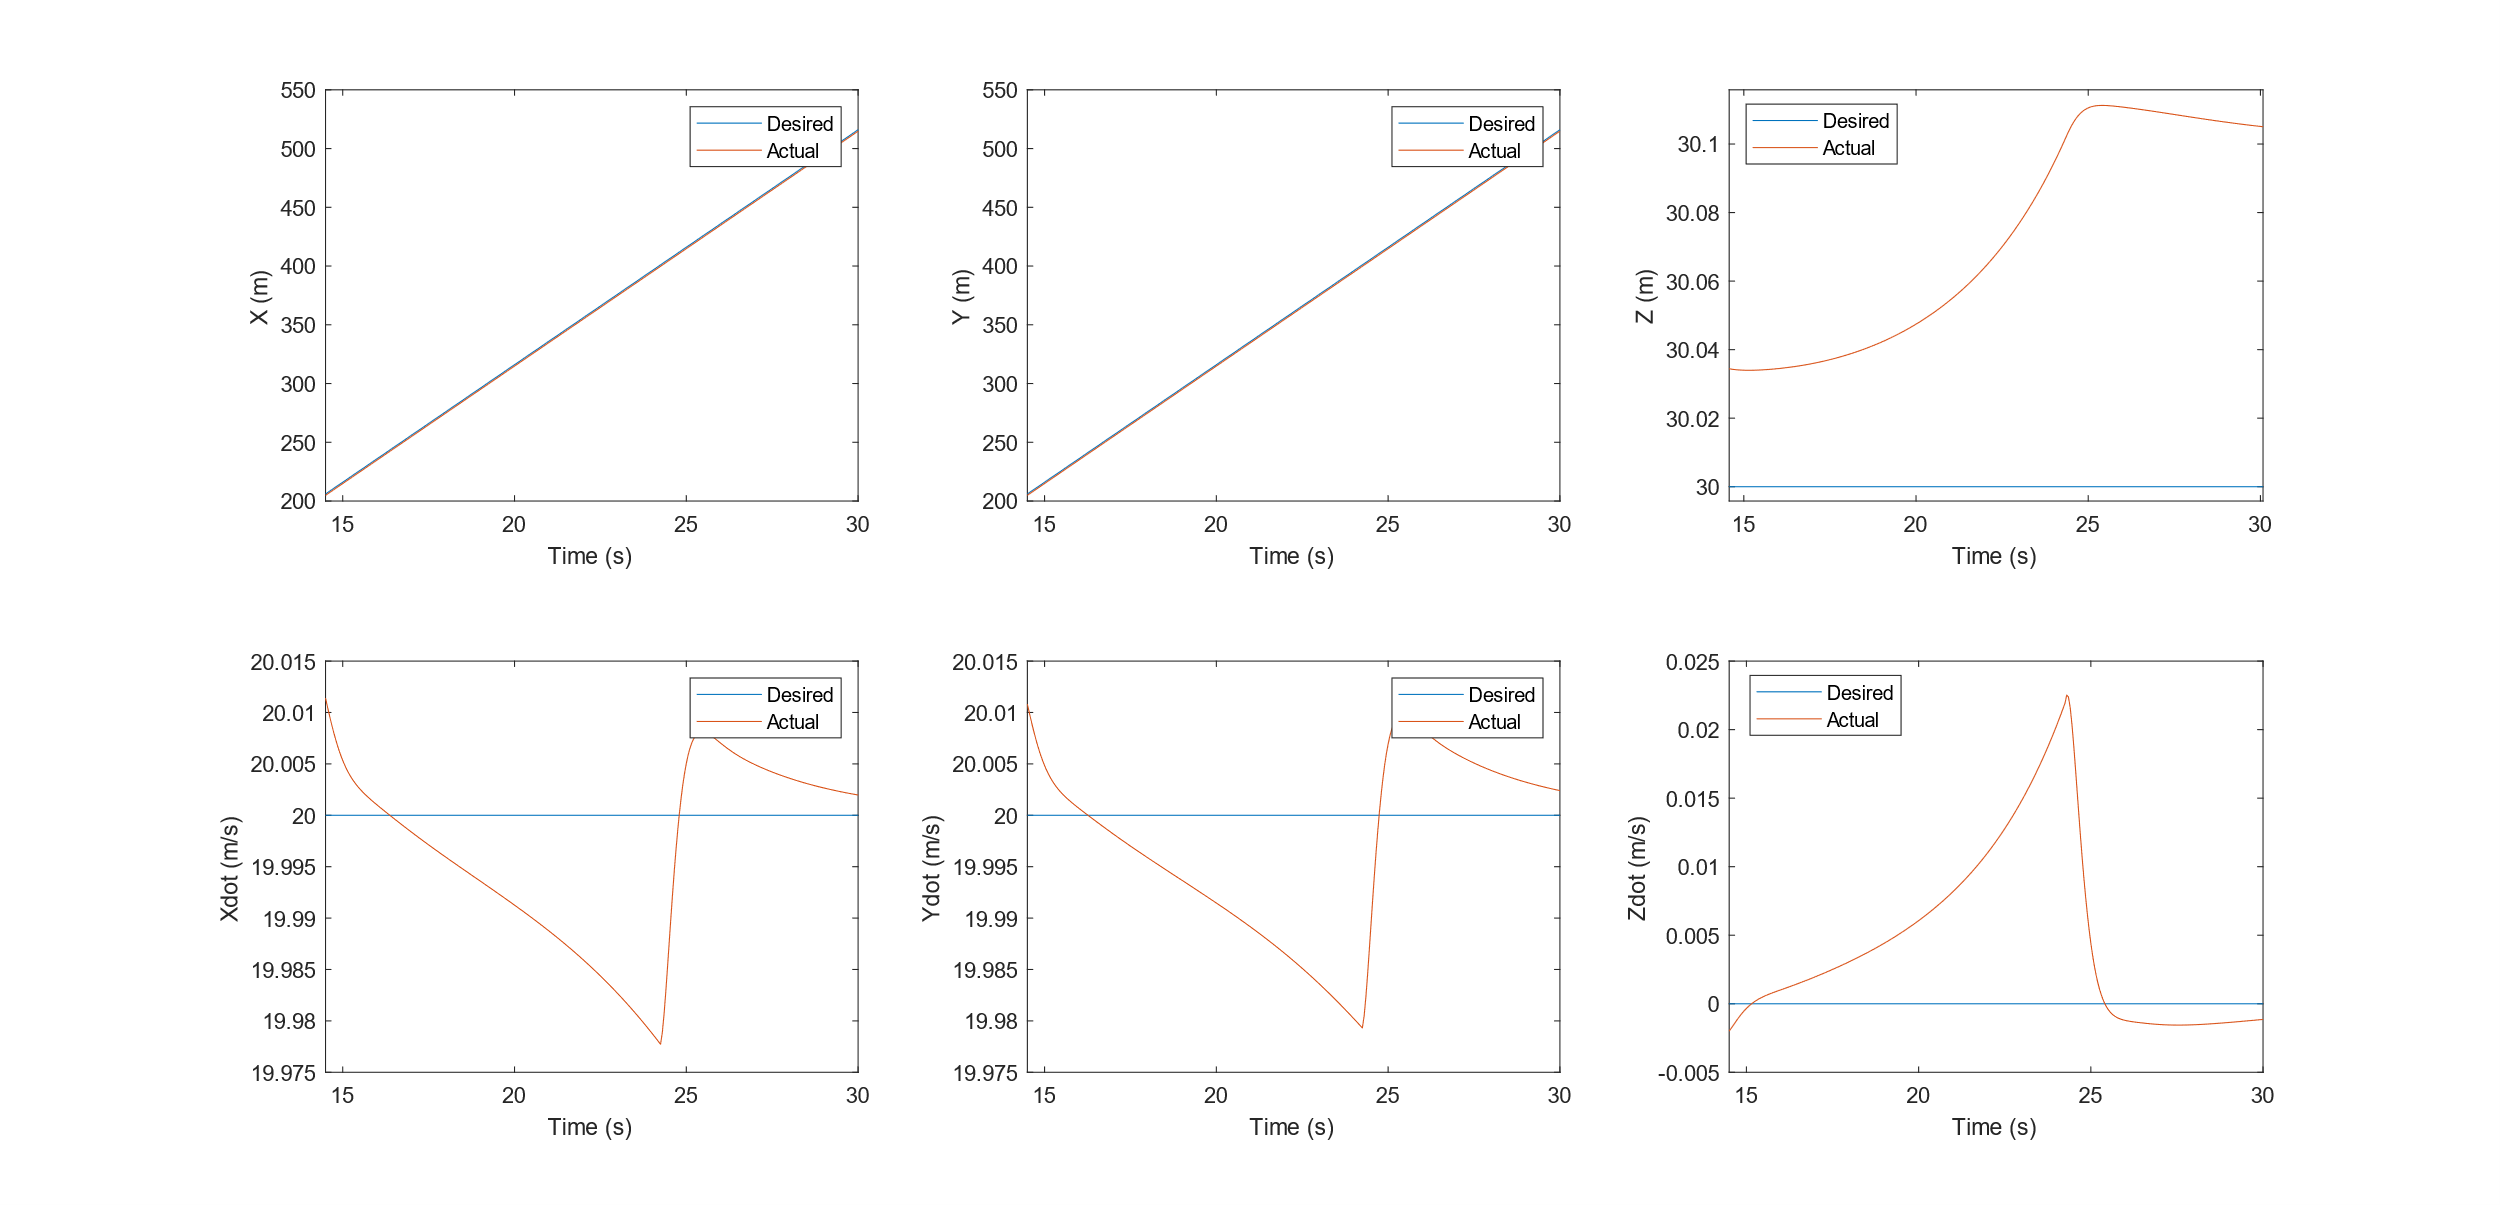 550
500
450
400
350
300
250
200
X (m)
15 20 25 30
Time (s)
Desired
Actual
550
500
450
400
350
300
250
200
Y (m)
15 20 25 30
Time (s)
Desired
Actual
30.1
30.08
30.06
30.04
30.02
30
Z (m)
15 20 25 30
Time (s)
Desired
Actual
20.015
20.01
20.005
20
19.995
19.99
19.985
19.98
19.975
Xdot (m/s)
15 20 25 30
Time (s)
Desired
Actual
20.015
20.01
20.005
20
19.995
19.99
19.985
19.98
19.975
Ydot (m/s)
15 20 25 30
Time (s)
Desired
Actual
0.025
0.02
0.015
0.01
0.005
0
-0.005
Zdot (m/s)
15 20 25 30
Time (s)
Desired
Actual